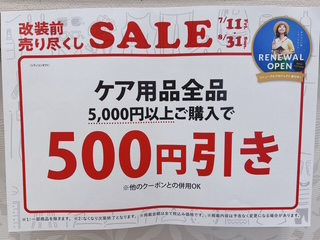 改装前
売り尽くし
SALE
7/11
8/31
RENEWAL
OPEN
ケア用品全品
5,000円以上ご購入で
500円引き
※他のクーポンとの併用OK